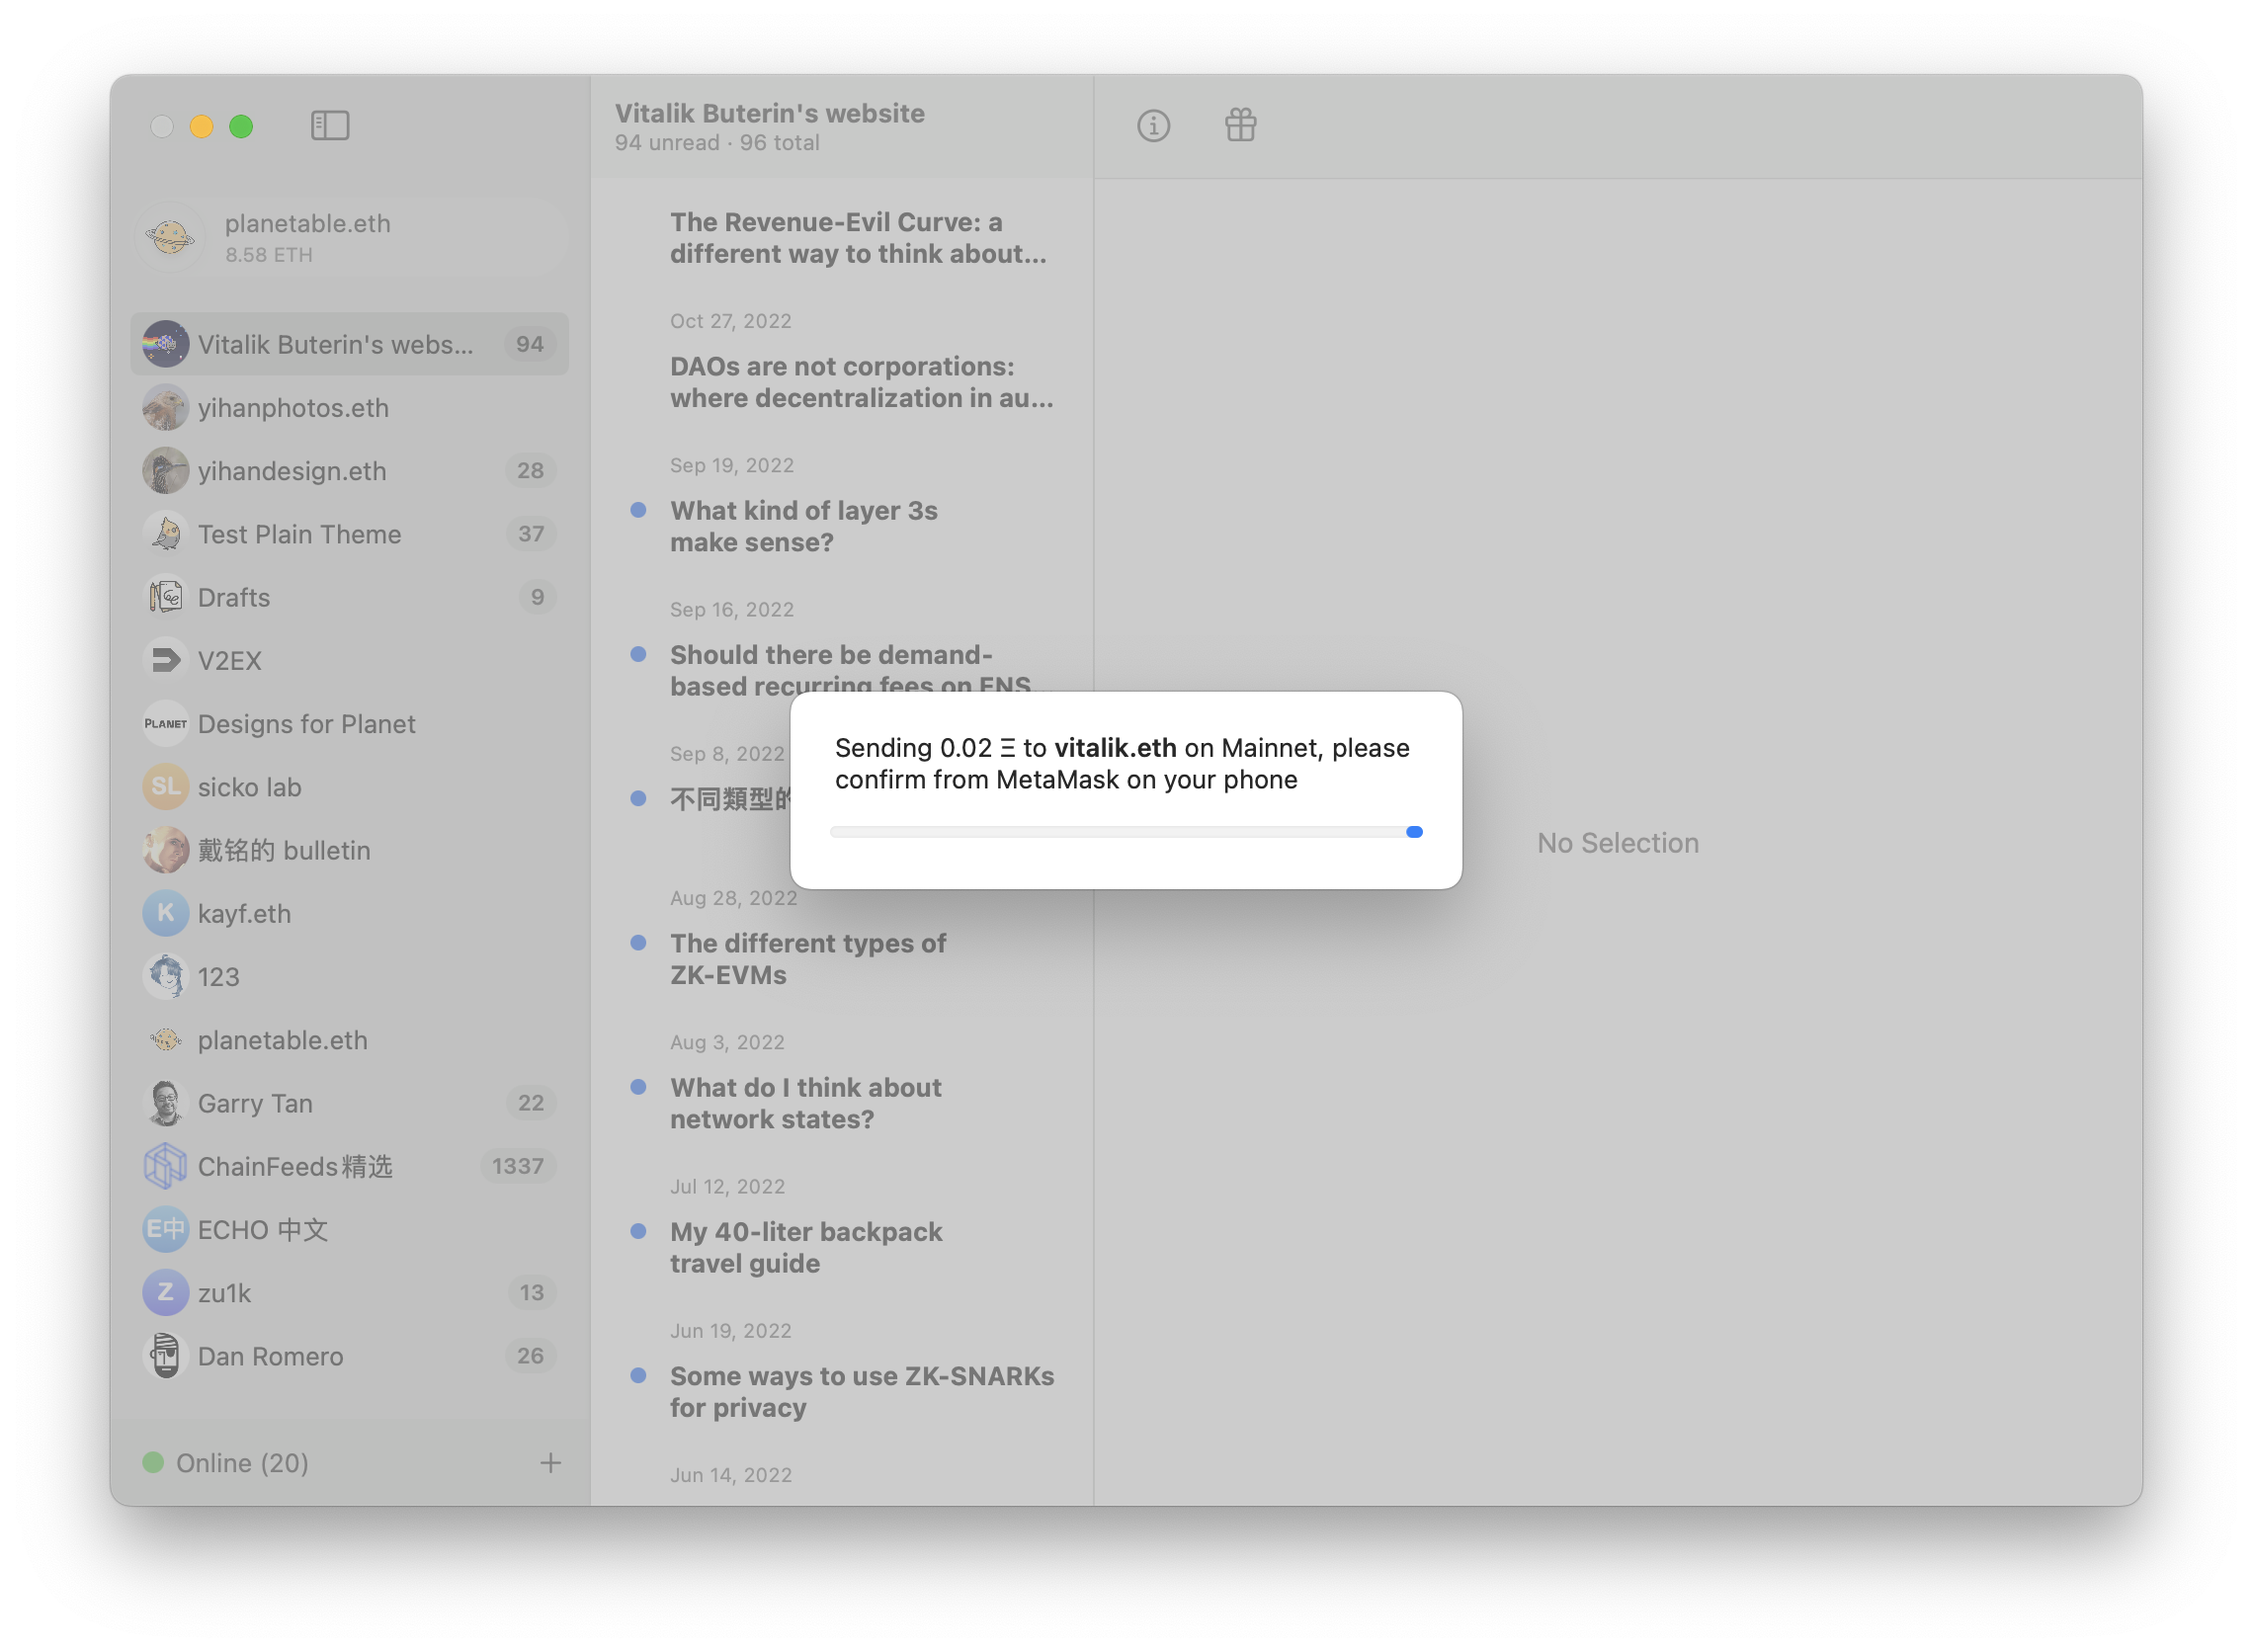 planetable.eth
8.58 ETH
Vitalik Buterin's webs...
94
yihanphotos.eth
yihandesign.eth
28
Test Plain Theme
37
Drafts
9
V2EX
PLANET
Designs for Planet
SL
sicko lab
戴铭的 bulletin
K
kayf.eth
123
planetable.eth
Garry Tan
22
ChainFeeds精选
1337
E中
ECHO 中文
Z
zu1k
13
Dan Romero
26
Online (20)
Vitalik Buterin's website
94 unread · 96 total
The Revenue-Evil Curve: a
different way to think about...
Oct 27, 2022
DAOs are not corporations:
where decentralization in au...
Sep 19, 2022
What kind of layer 3s
make sense?
Sep 16, 2022
Should there be demand-
based recurring fees on ENS
Sep 8, 2022
不同類型的
Aug 28, 2022
The different types of
ZK-EVMs
Aug 3, 2022
What do I think about
network states?
Jul 12, 2022
My 40-liter backpack
travel guide
Jun 19, 2022
Some ways to use ZK-SNARKs
for privacy
Jun 14, 2022
Sending 0.02 Ξ to vitalik.eth on Mainnet, please
confirm from MetaMask on your phone
No Selection